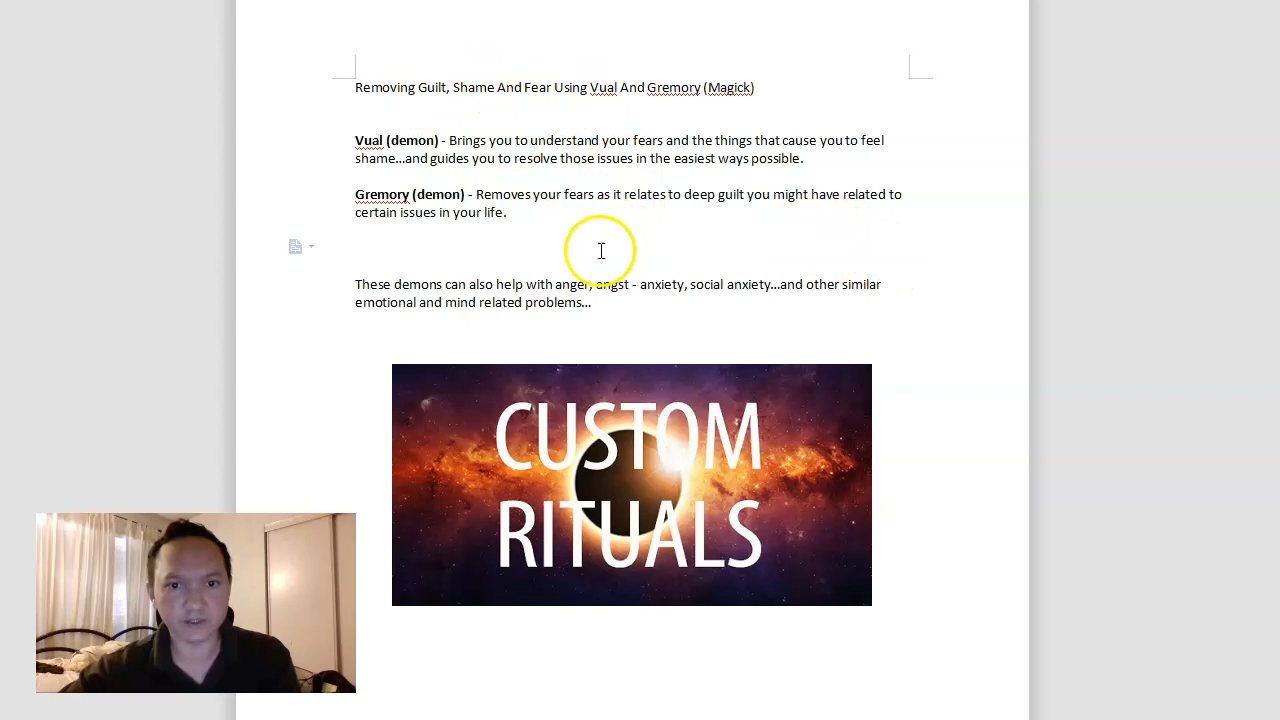 Removing Guilt, Shame And Fear Using Vual And Gremory (Magick)
Vual (demon) - Brings you to understand your fears and the things that cause you to feel
shame…and guides you to resolve those issues in the easiest ways possible.
Gremory (demon) - Removes your fears as it relates to deep guilt you might have related to
certain issues in your life.
These demons can also help with anger, angst - anxiety, social anxiety…and other similar
emotional and mind related problems…
CUSTOM
RITUALS